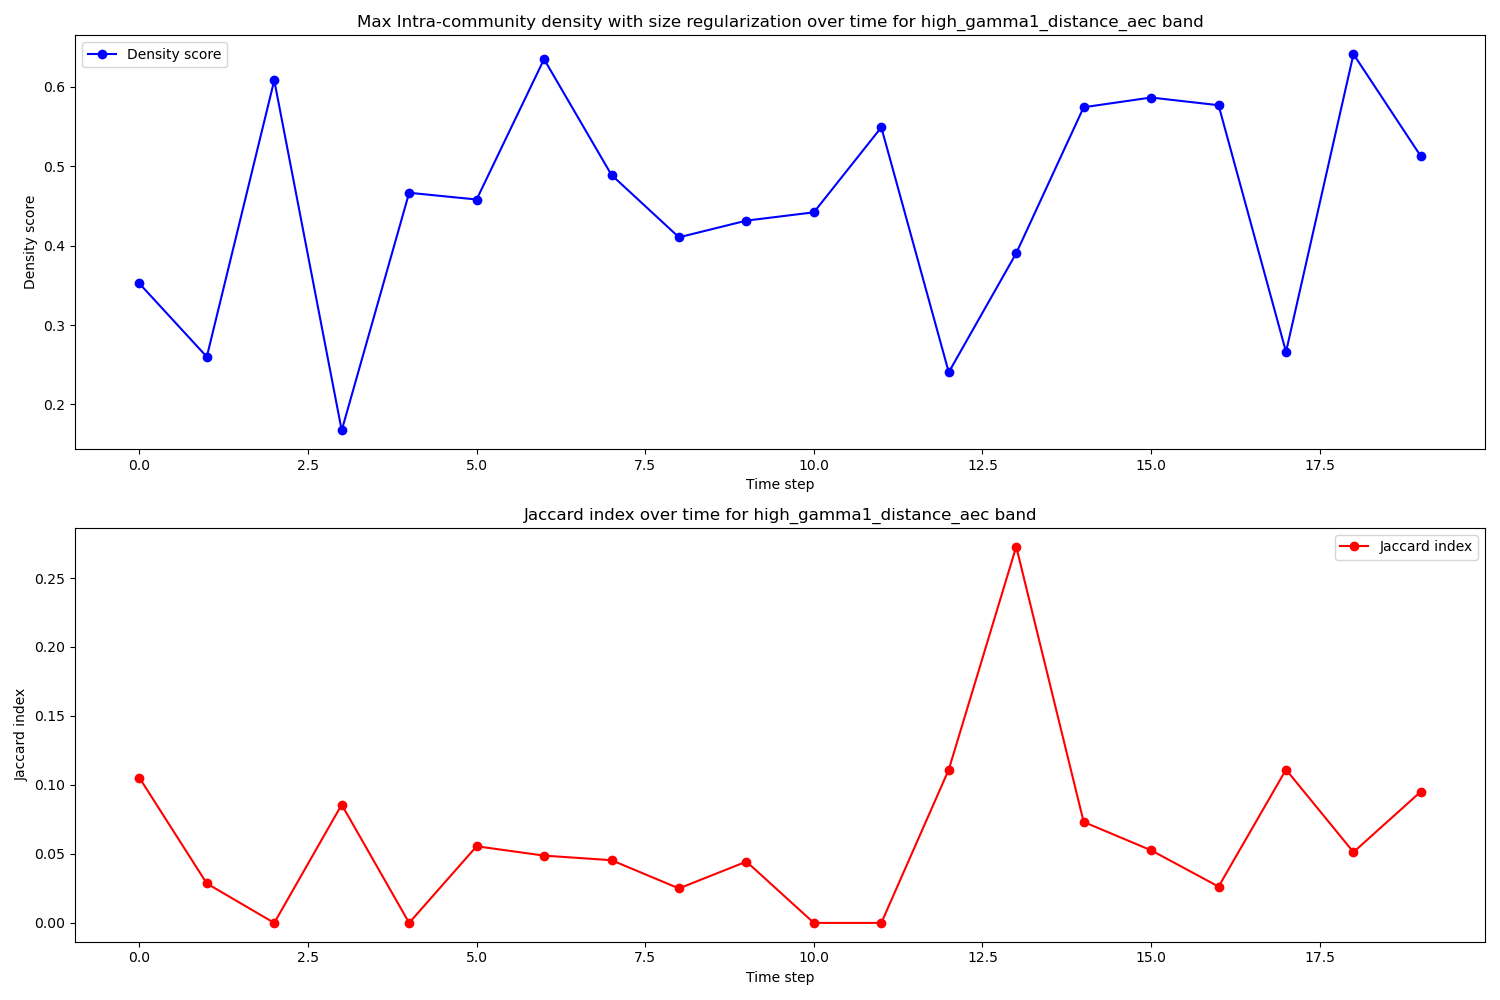 Max Intra-community density with size regularization over time for high_gamma1_distance_aec band
Density score
0.6
0.5
0.4
0.3
0.2
Density score
0.0 2.5 5.0 7.5 10.0 12.5 15.0 17.5
Time step
Jaccard index over time for high_gamma1_distance_aec band
Jaccard index
0.25
0.20
0.15
0.10
0.05
0.00
Jaccard index
0.0 2.5 5.0 7.5 10.0 12.5 15.0 17.5
Time step